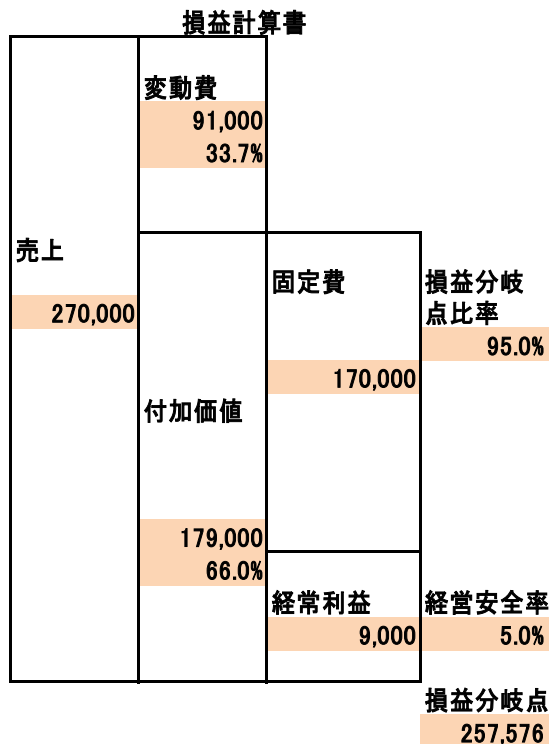 損益計算書
変動費
91,000
33.7%
売上
270,000
固定費
170,000
損益分岐
点比率
95.0%
付加価値
179,000
66.0%
経常利益
9,000
経営安全率
5.0%
損益分岐点
257,576